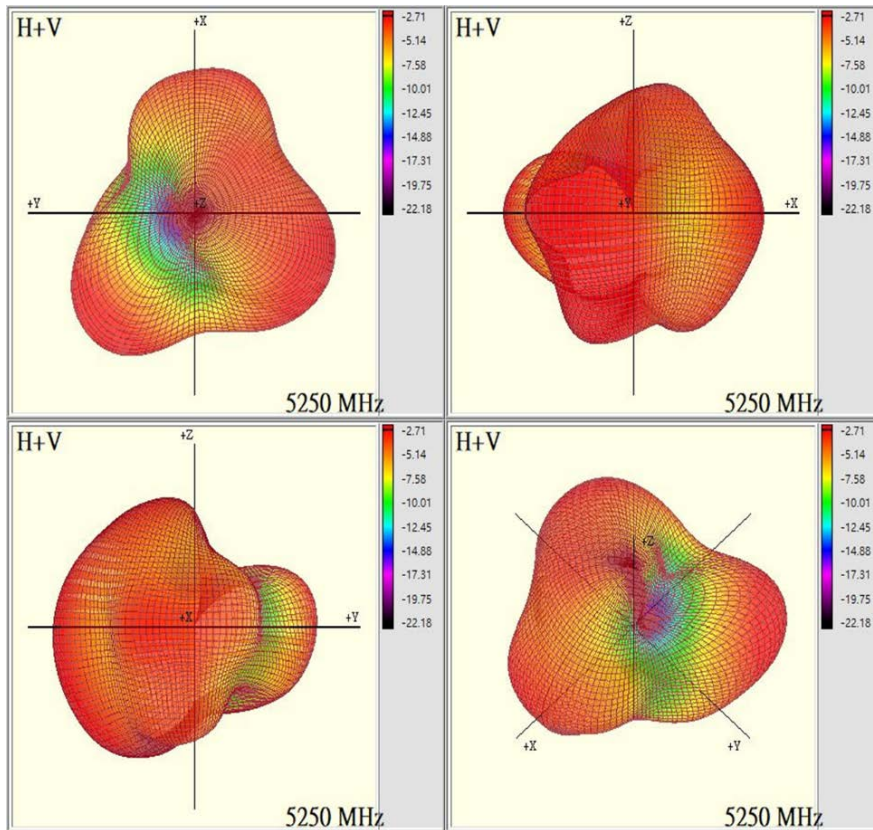 H+V
+X
+Y
+Z
5250 MHz
-2.71
-5.14
-7.58
-10.01
-12.45
-14.88
-17.31
-19.75
-22.18
H+V
+Z
+Y
+X
5250 MHz
-2.71
-5.14
-7.58
-10.01
-12.45
-14.88
-17.31
-19.75
-22.18
H+V
+Z
+X
+Y
5250 MHz
-2.71
-5.14
-7.58
-10.01
-12.45
-14.88
-17.31
-19.75
-22.18
H+V
+Z
+X
+Y
5250 MHz
-2.71
-5.14
-7.58
-10.01
-12.45
-14.88
-17.31
-19.75
-22.18